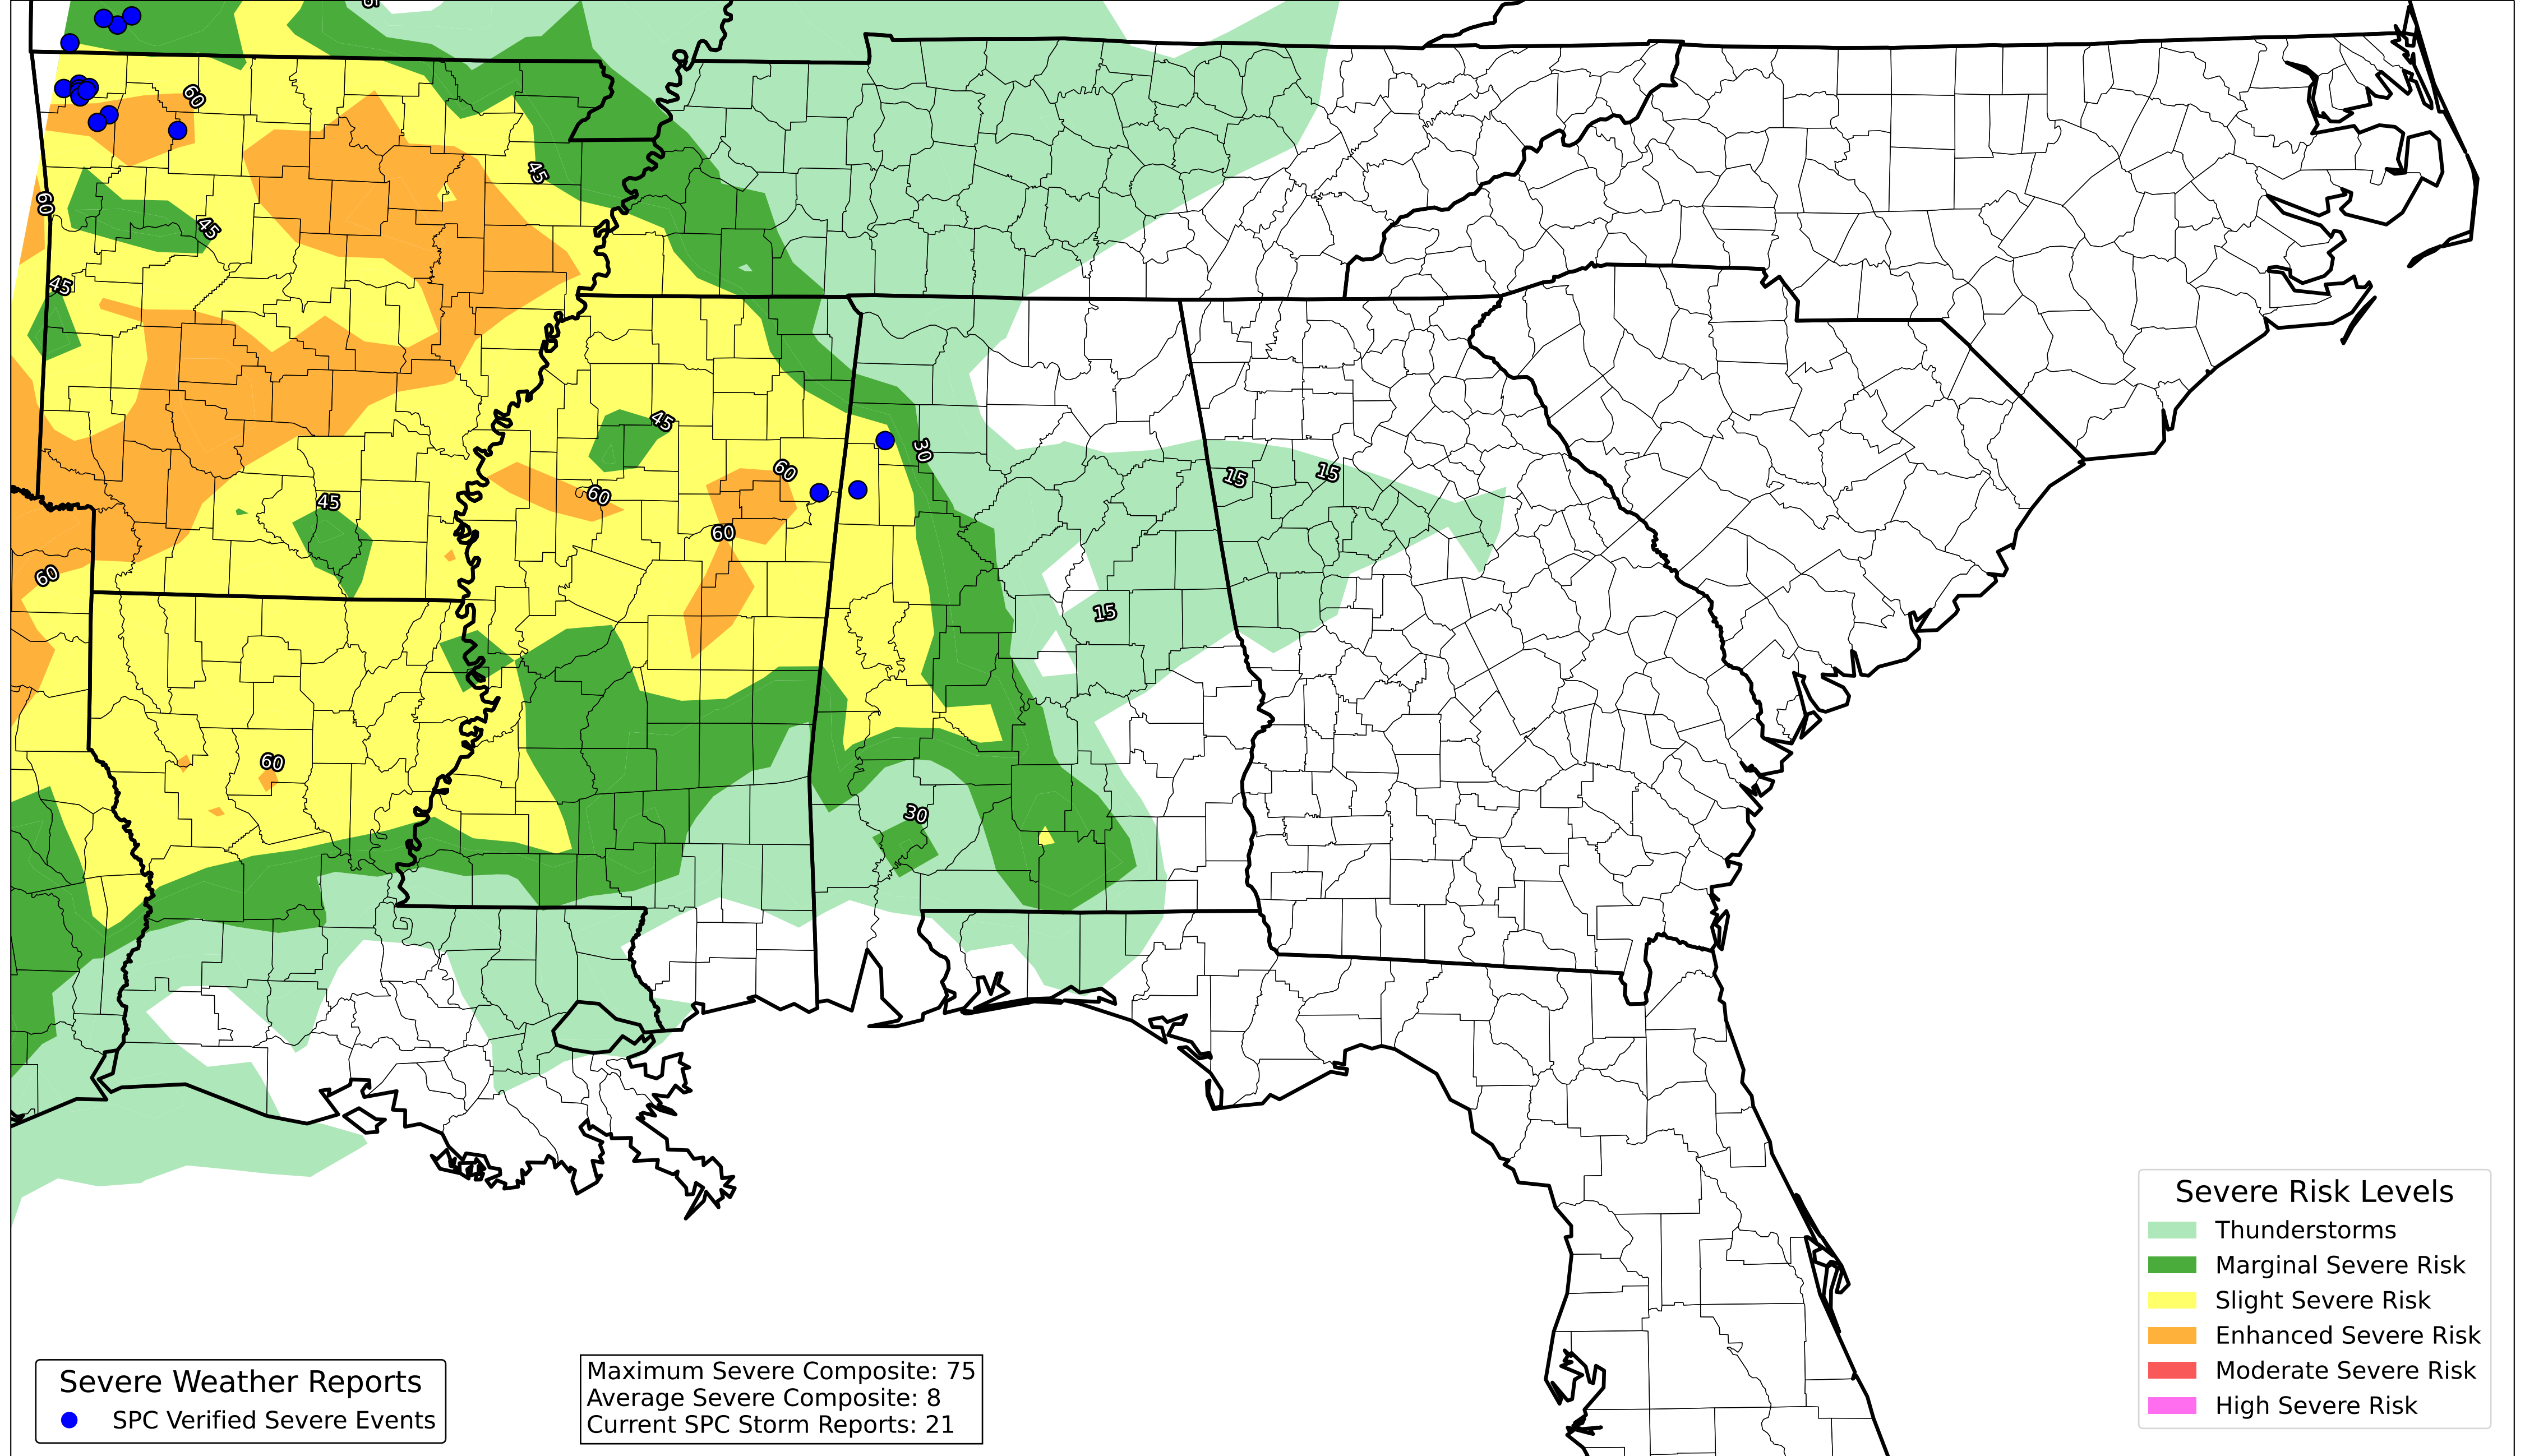 60
45
60
45
45
45
30
60
60
15
15
45
60
60
15
60
30
Severe Risk Levels
Thunderstorms
Marginal Severe Risk
Slight Severe Risk
Enhanced Severe Risk
Moderate Severe Risk
High Severe Risk
Severe Weather Reports
SPC Verified Severe Events
Maximum Severe Composite: 75
Average Severe Composite: 8
Current SPC Storm Reports: 21